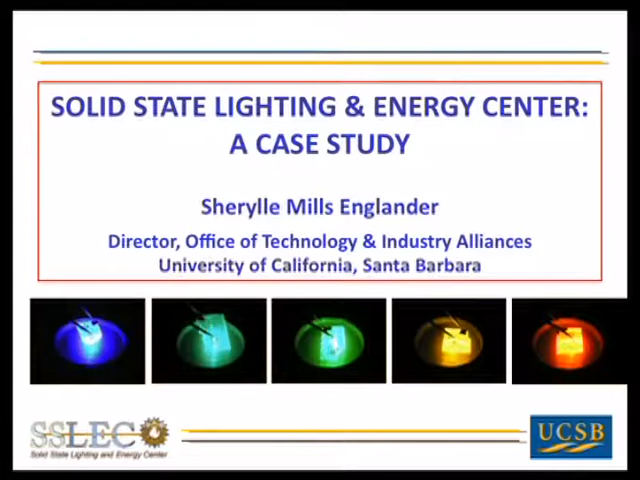 SOLID STATE LIGHTING & ENERGY CENTER:
A CASE STUDY
Sherylle Mills Englander
Director, Office of Technology & Industry Alliances
University of California, Santa Barbara
SSLEC
Solid State Lighting and Energy Center
UCSB